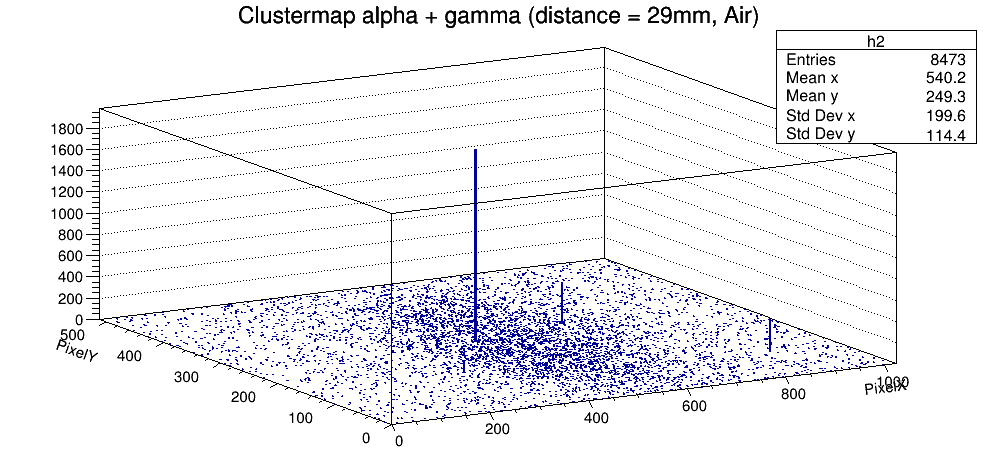 Clustermap alpha + gamma (distance = 29mm, Air)
h2
Entries 8473
Mean x 540.2
Mean y 249.3
Std Dev x 199.6
Std Dev y 114.4
1800
1600
1400
1200
1000
800
600
400
200
0
500
PixelY
400
300
200
100
0
0
200
400
600
800
1000
PixelX